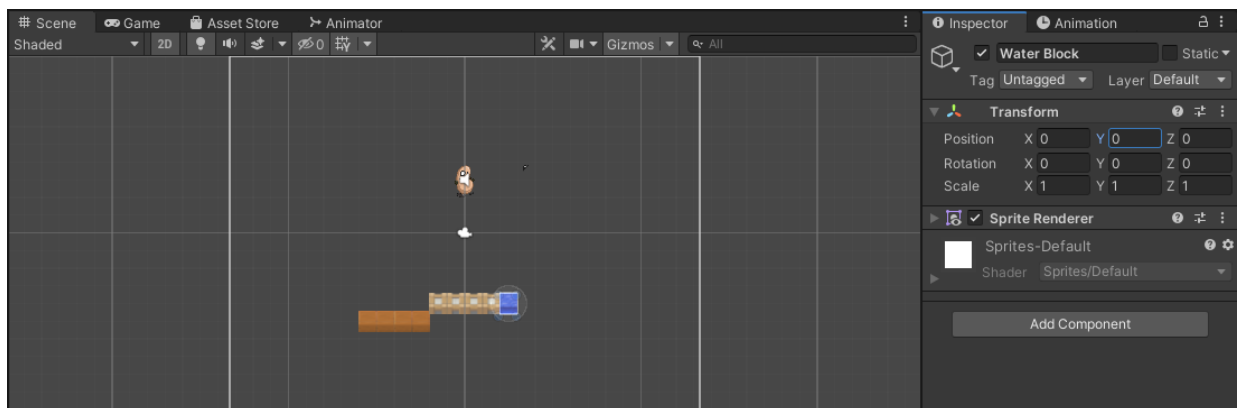 # Scene Game Asset Store Animator
Inspector Animation
Shaded 2D 0 Gizmos All
Water Block Static
Tag Untagged Layer Default
Transform
Position X 0 Y 0 Z 0
Rotation X 0 Y 0 Z 0
Scale X 1 Y 1 Z 1
Sprite Renderer
Sprites-Default
Shader Sprites/Default
Add Component